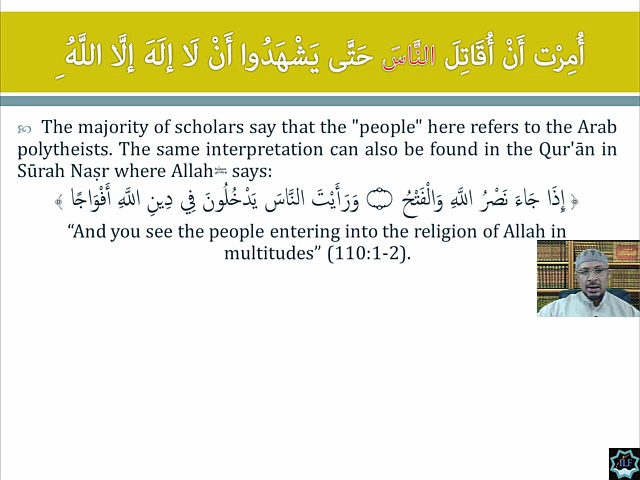 أُمِرْت أَنْ أُقَاتِلَ النَّاسَ حَتَّى يَشْهَدُوا أَنْ لَا إلَهَ إلَّا اللَّهُ ِ
The majority of scholars say that the "people" here refers to the Arab
polytheists. The same interpretation can also be found in the Qur'ān in
Sūrah Naṣr where Allah says:
﴿ إِذَا جَاءَ نَصْرُ اللَّهِ وَالْفَتْحُ ۝ وَرَأَيْتَ النَّاسَ يَدْخُلُونَ فِي دِينِ اللَّهِ أَفْوَاجًا ﴾
“And you see the people entering into the religion of Allah in
multitudes” (110:1-2).